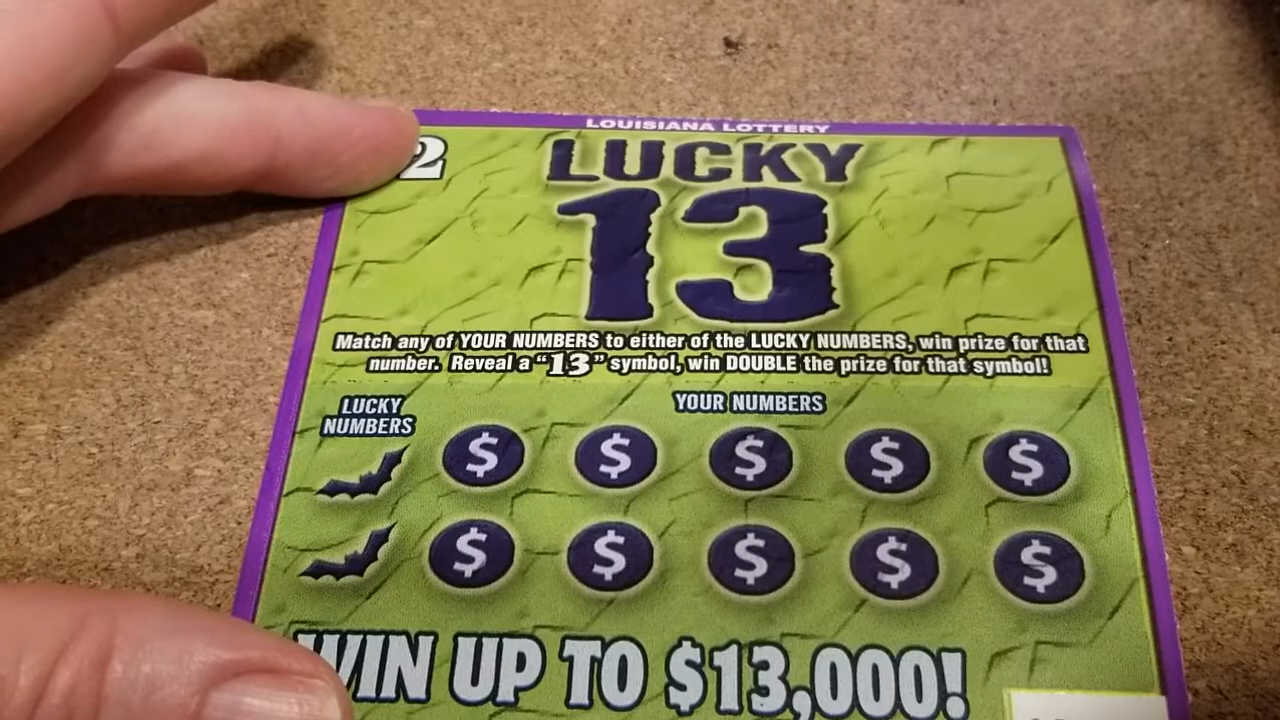 LOUISIANA LOTTERY
2
LUCKY
13
Match any of YOUR NUMBERS to either of the LUCKY NUMBERS, win prize for that
number. Reveal a "13" symbol, win DOUBLE the prize for that symbol!
LUCKY
NUMBERS
YOUR NUMBERS
$ $ $ $ $
$ $ $ $ $
WIN UP TO $13,000!